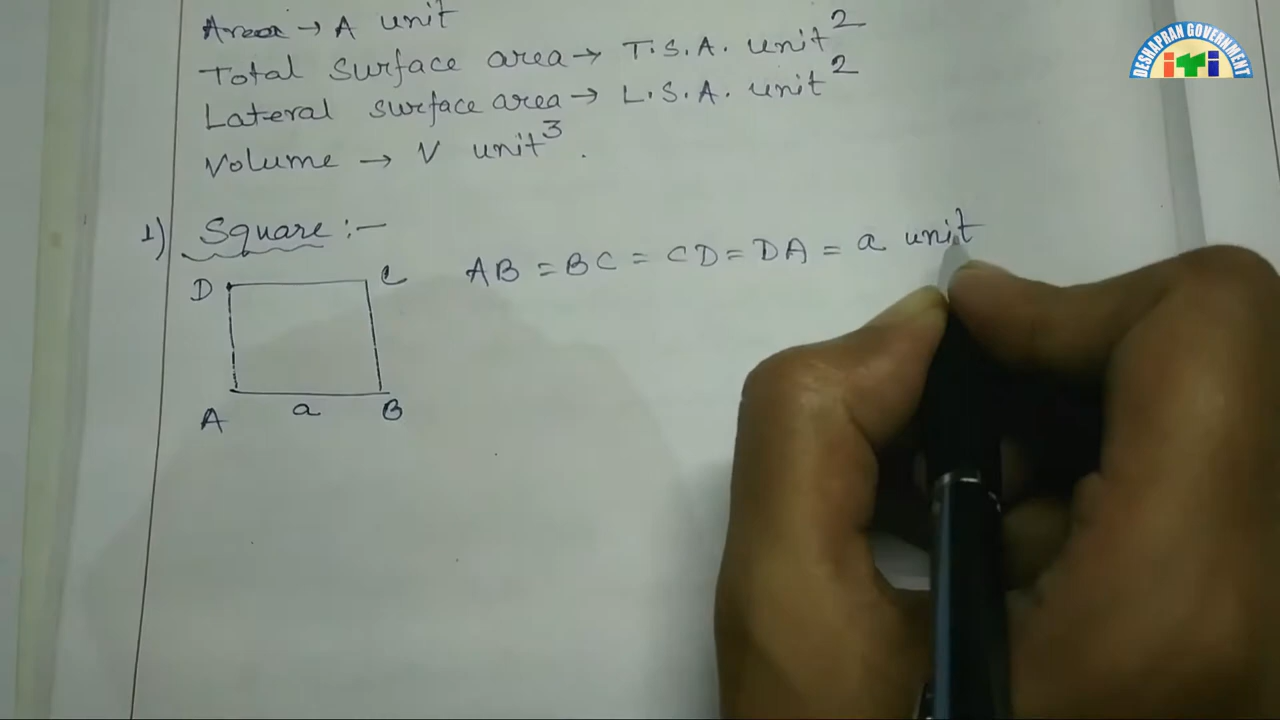 Area → A unit
Total surface area → T.S.A. unit²
Lateral surface area → L.S.A. unit²
Volume → V unit³.
1) Square :-
AB = BC = CD = DA = a unit
D C
A a B
DESHAPRAN GOVERNMENT
iTi